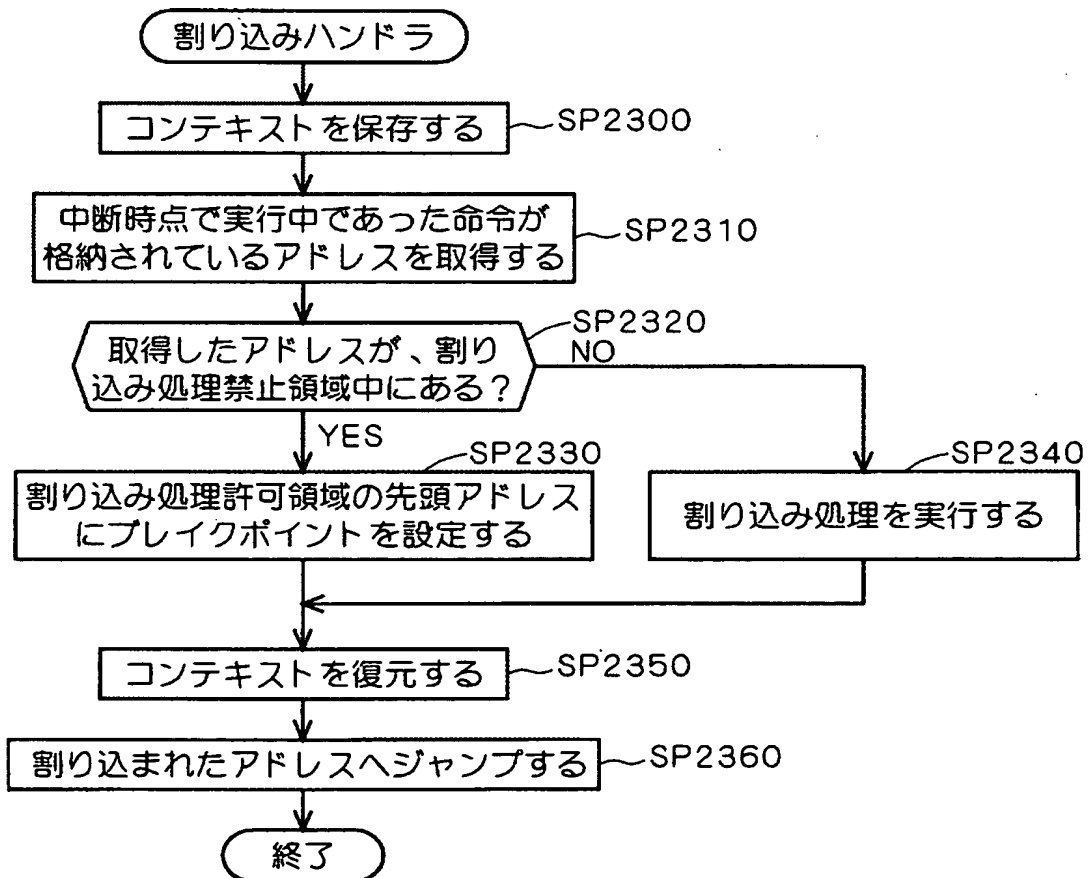 割り込みハンドラ
コンテキストを保存する
SP2300
中断時点で実行中であった命令が
格納されているアドレスを取得する
SP2310
取得したアドレスが、割り
込み処理禁止領域中にある?
SP2320
NO
YES
SP2330
割り込み処理許可領域の先頭アドレス
にブレイクポイントを設定する
SP2340
割り込み処理を実行する
コンテキストを復元する
SP2350
割り込まれたアドレスへジャンプする
SP2360
終了